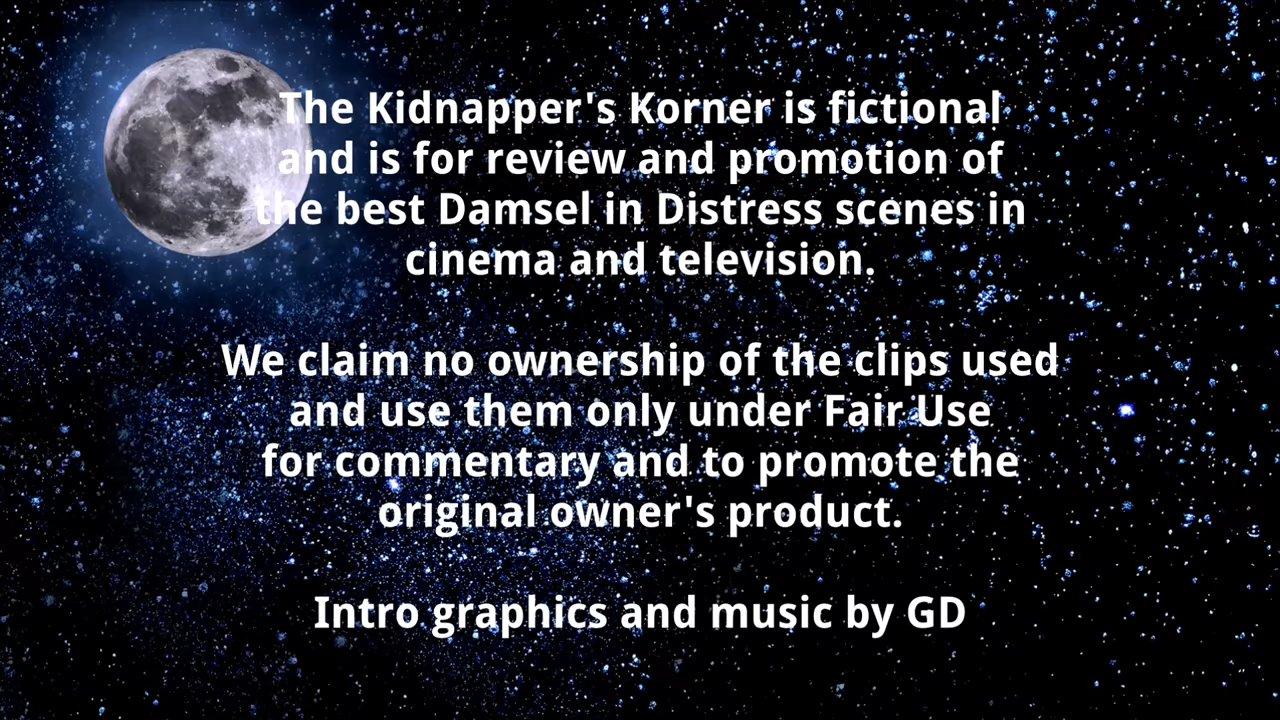 The Kidnapper's Korner is fictional
and is for review and promotion of
the best Damsel in Distress scenes in
cinema and television.
We claim no ownership of the clips used
and use them only under Fair Use
for commentary and to promote the
original owner's product.
Intro graphics and music by GD